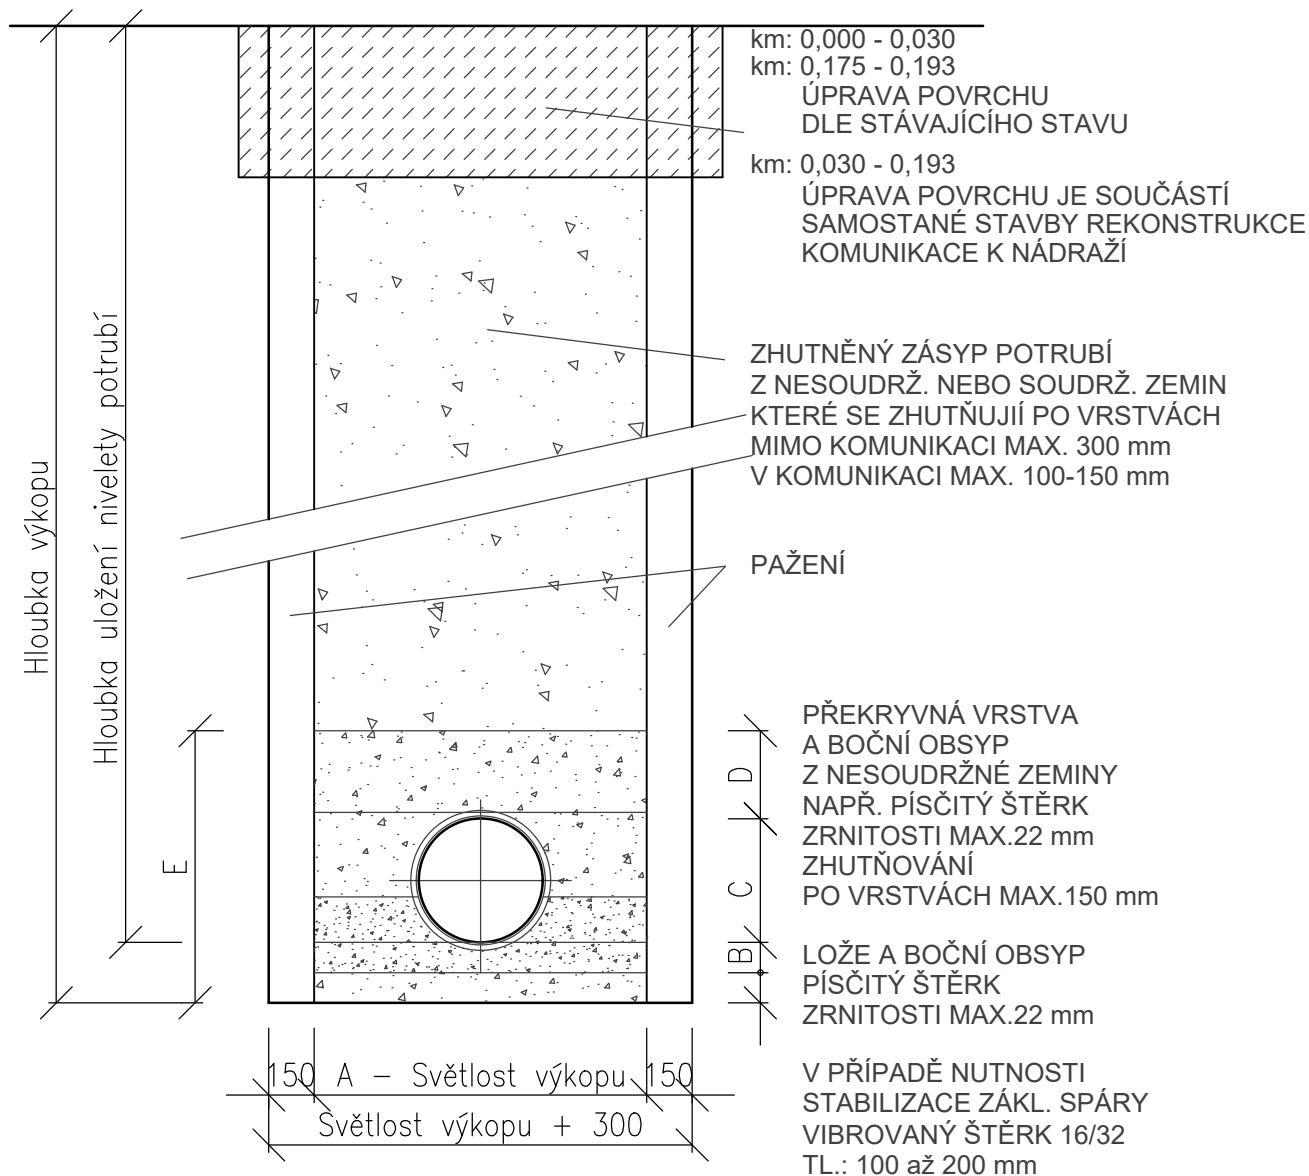 km: 0,000 - 0,030
km: 0,175 - 0,193
ÚPRAVA POVRCHU
DLE STÁVAJÍCÍHO STAVU
km: 0,030 - 0,193
ÚPRAVA POVRCHU JE SOUČÁSTÍ
SAMOSTANÉ STAVBY REKONSTRUKCE
KOMUNIKACE K NÁDRAŽÍ
ZHUTNĚNÝ ZÁSYP POTRUBÍ
Z NESOUDRŽ. NEBO SOUDRŽ. ZEMIN
KTERÉ SE ZHUTŇUJIÍ PO VRSTVÁCH
MIMO KOMUNIKACI MAX. 300 mm
V KOMUNIKACI MAX. 100-150 mm
PAŽENÍ
Hloubka výkopu
Hloubka uložení nivelety potrubí
E
D
C
B
PŘEKRYVNÁ VRSTVA
A BOČNÍ OBSYP
Z NESOUDRŽNÉ ZEMINY
NAPŘ. PÍSČITÝ ŠTĚRK
ZRNITOSTI MAX.22 mm
ZHUTŇOVÁNÍ
PO VRSTVÁCH MAX.150 mm
LOŽE A BOČNÍ OBSYP
PÍSČITÝ ŠTĚRK
ZRNITOSTI MAX.22 mm
150 A - Světlost výkopu 150
Světlost výkopu + 300
V PŘÍPADĚ NUTNOSTI
STABILIZACE ZÁKL. SPÁRY
VIBROVANÝ ŠTĚRK 16/32
TL.: 100 až 200 mm